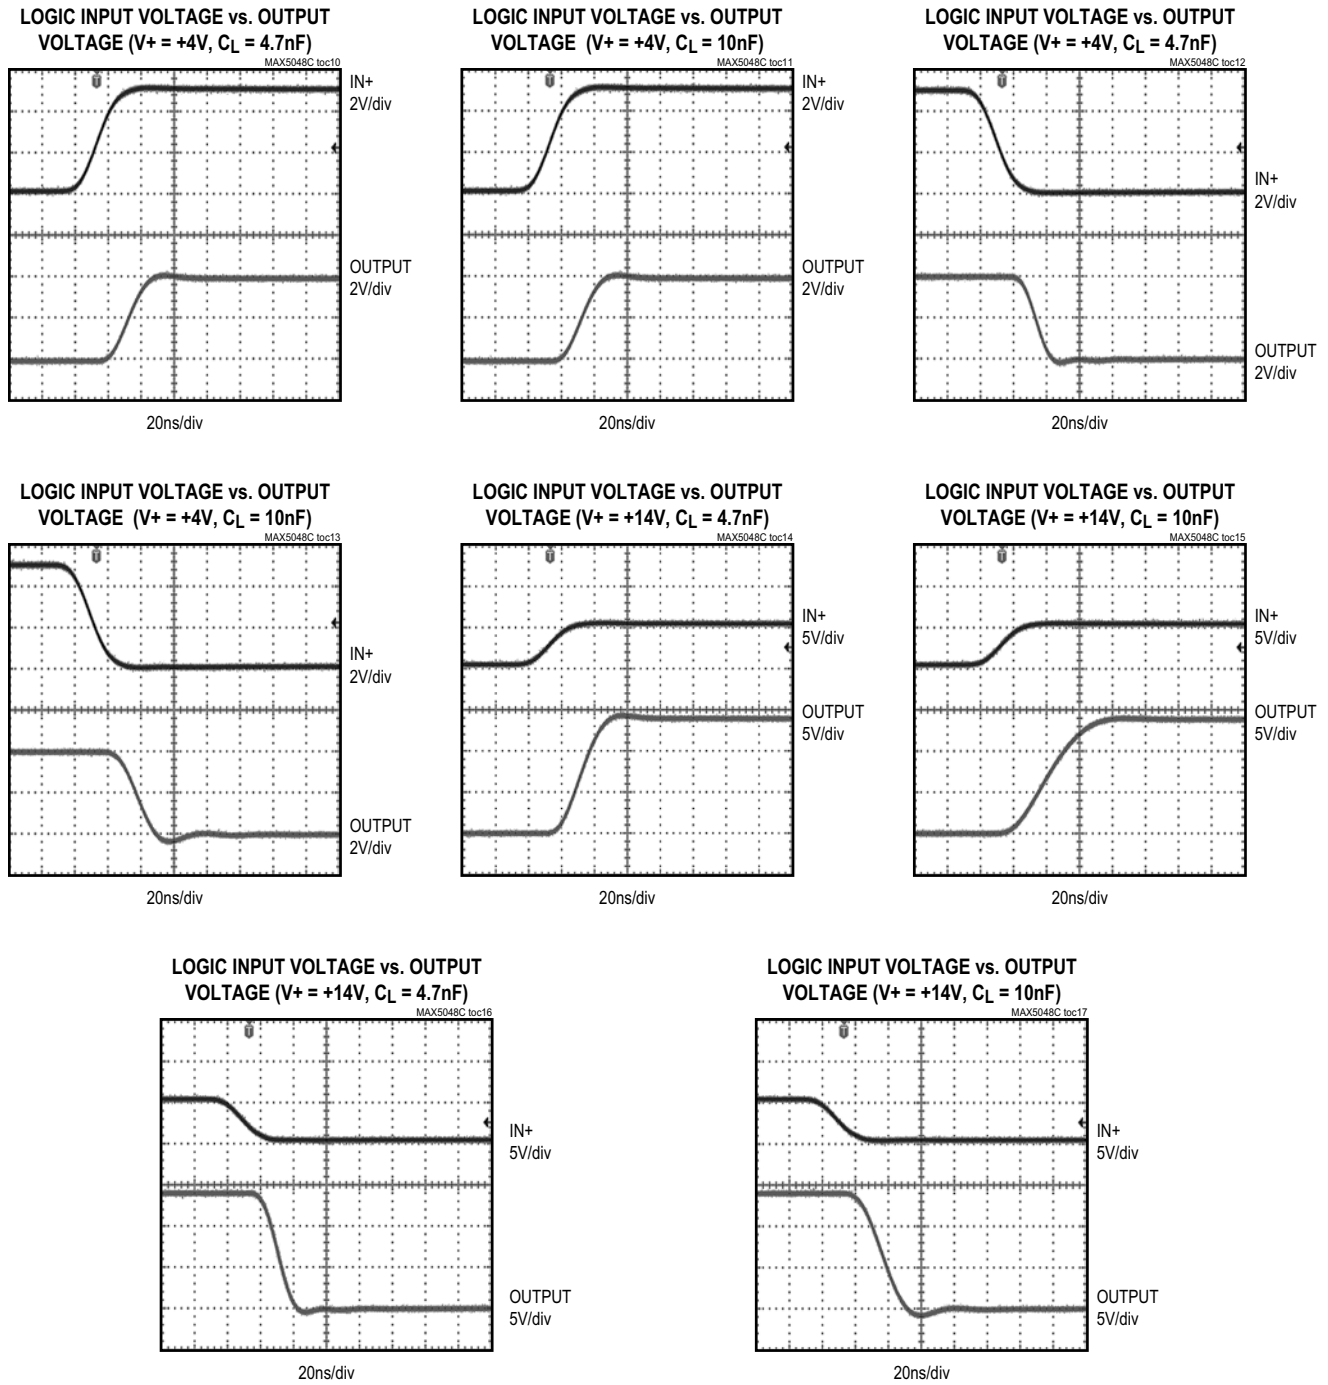 LOGIC INPUT VOLTAGE vs. OUTPUT
VOLTAGE (V+ = +4V, CL = 4.7nF)
MAX5048C toc10
T
IN+
2V/div
OUTPUT
2V/div
20ns/div
LOGIC INPUT VOLTAGE vs. OUTPUT
VOLTAGE (V+ = +4V, CL = 10nF)
MAX5048C toc11
T
IN+
2V/div
OUTPUT
2V/div
20ns/div
LOGIC INPUT VOLTAGE vs. OUTPUT
VOLTAGE (V+ = +4V, CL = 4.7nF)
MAX5048C toc12
T
IN+
2V/div
OUTPUT
2V/div
20ns/div
LOGIC INPUT VOLTAGE vs. OUTPUT
VOLTAGE (V+ = +4V, CL = 10nF)
MAX5048C toc13
T
IN+
2V/div
OUTPUT
2V/div
20ns/div
LOGIC INPUT VOLTAGE vs. OUTPUT
VOLTAGE (V+ = +14V, CL = 4.7nF)
MAX5048C toc14
T
IN+
5V/div
OUTPUT
5V/div
20ns/div
LOGIC INPUT VOLTAGE vs. OUTPUT
VOLTAGE (V+ = +14V, CL = 10nF)
MAX5048C toc15
T
IN+
5V/div
OUTPUT
5V/div
20ns/div
LOGIC INPUT VOLTAGE vs. OUTPUT
VOLTAGE (V+ = +14V, CL = 4.7nF)
MAX5048C toc16
T
IN+
5V/div
OUTPUT
5V/div
20ns/div
LOGIC INPUT VOLTAGE vs. OUTPUT
VOLTAGE (V+ = +14V, CL = 10nF)
MAX5048C toc17
T
IN+
5V/div
OUTPUT
5V/div
20ns/div